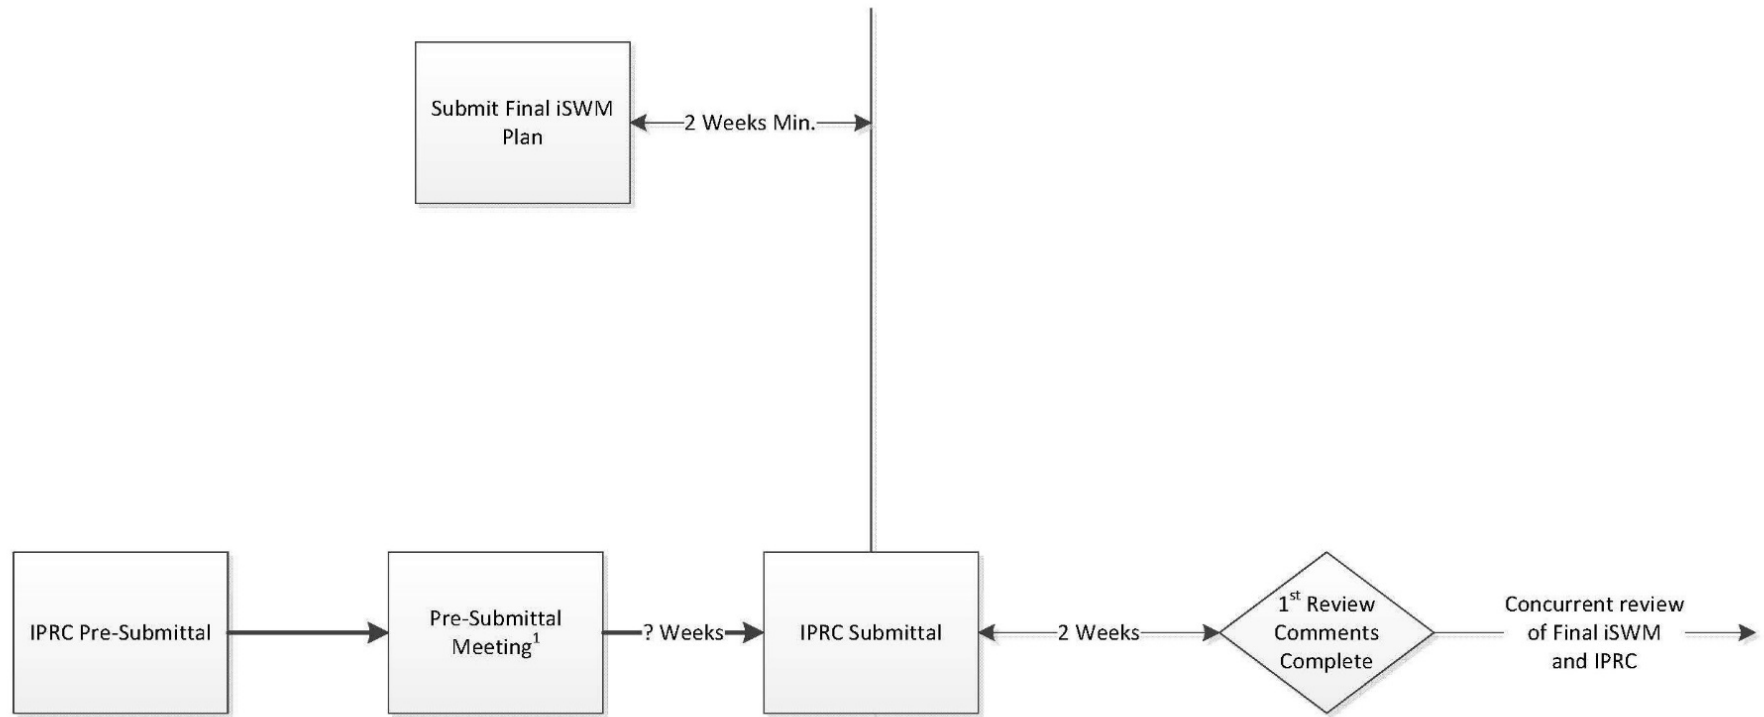 Submit Final iSWM
Plan
2 Weeks Min.
IPRC Pre-Submittal
Pre-Submittal
Meeting¹
? Weeks
IPRC Submittal
2 Weeks
1ˢᵗ Review
Comments
Complete
Concurrent review
of Final iSWM
and IPRC